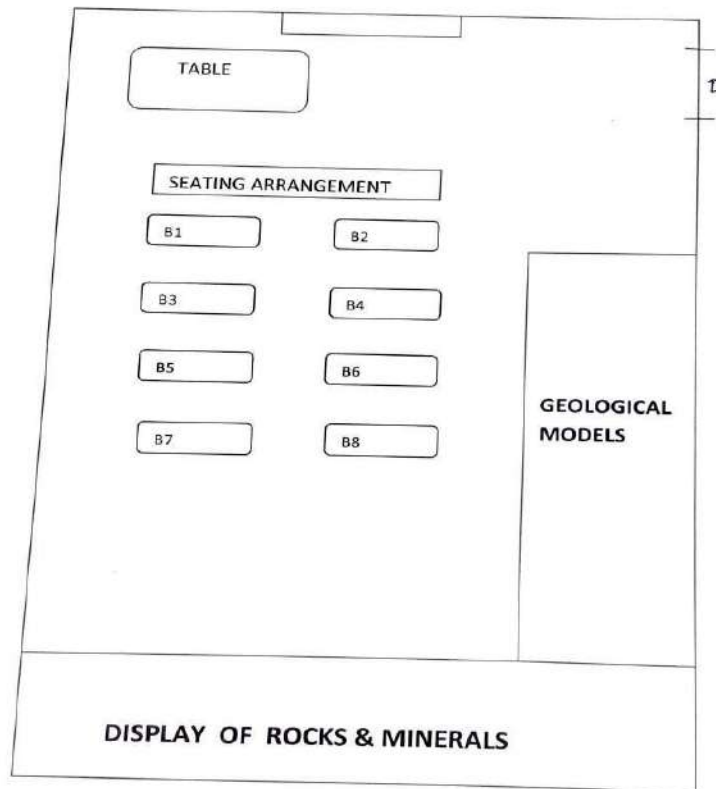 TABLE
SEATING ARRANGEMENT
B1
B2
B3
B4
B5
B6
B7
B8
GEOLOGICAL
MODELS
DISPLAY OF ROCKS & MINERALS